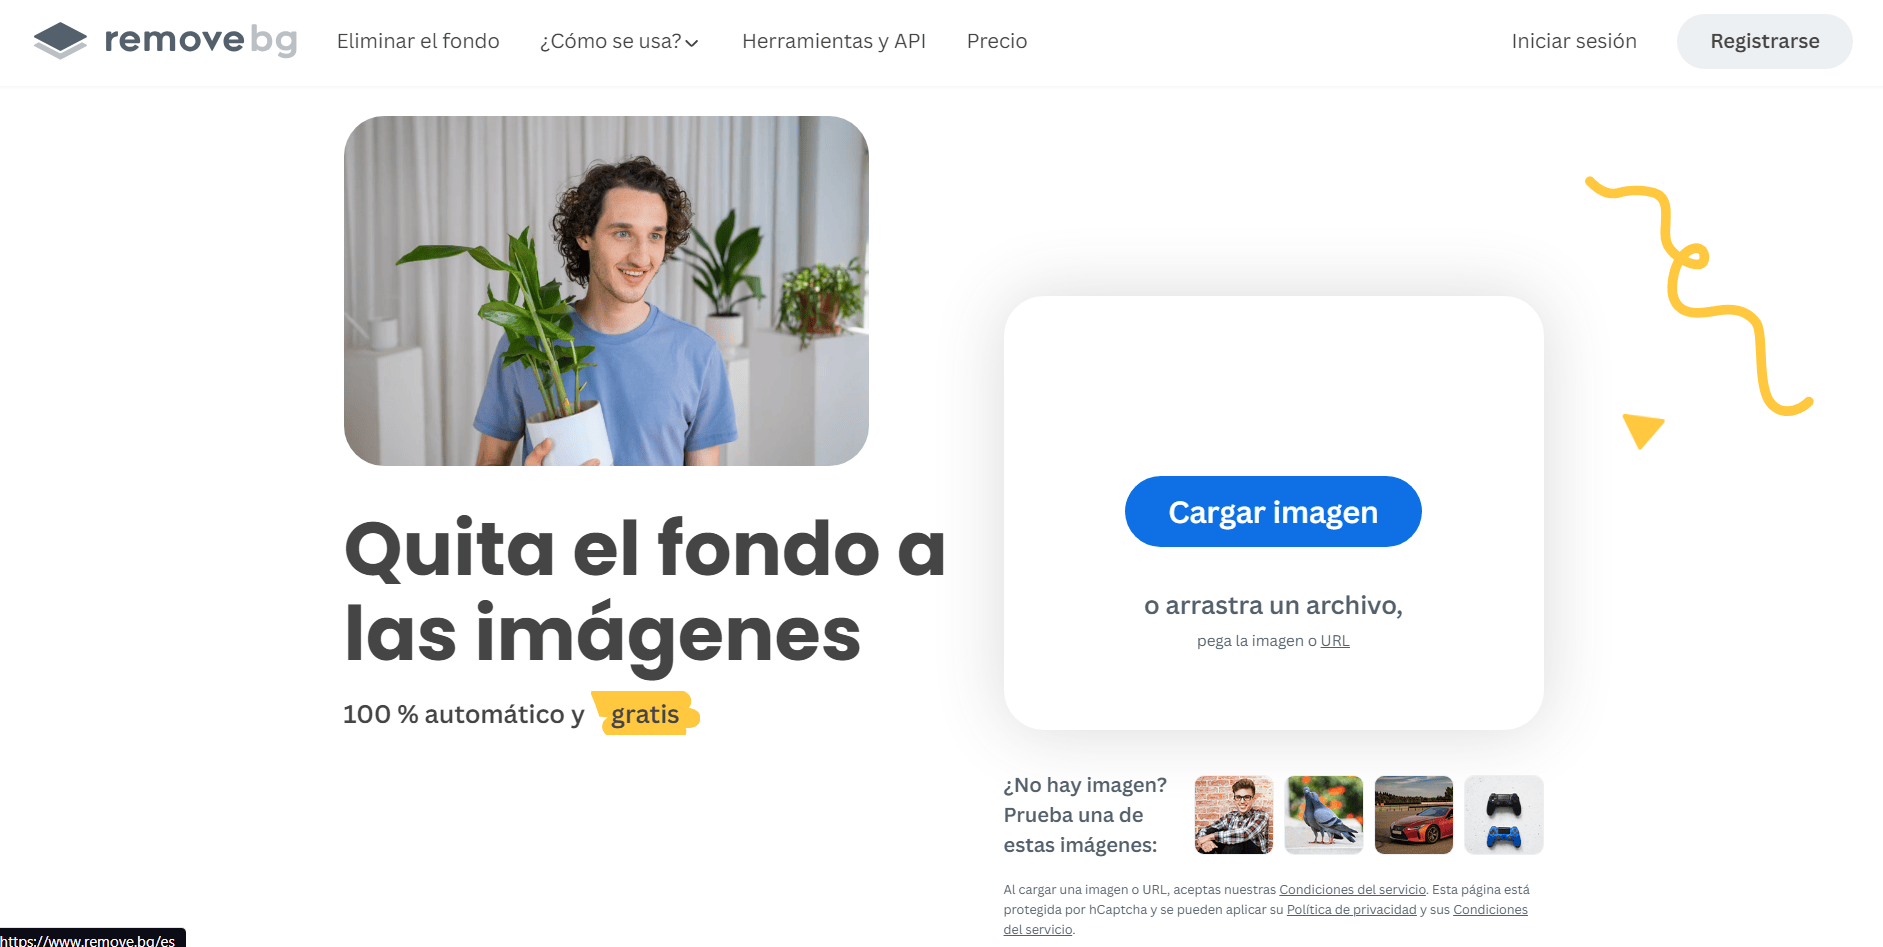 removebg
Eliminar el fondo
¿Cómo se usa?
Herramientas y API
Precio
Iniciar sesión
Registrarse
Quita el fondo a
las imágenes
100 % automático y gratis
Cargar imagen
o arrastra un archivo,
pega la imagen o URL
¿No hay imagen?
Prueba una de
estas imágenes:
Al cargar una imagen o URL, aceptas nuestras Condiciones del servicio. Esta página está
protegida por hCaptcha y se pueden aplicar su Política de privacidad y sus Condiciones
del servicio.
https://www.remove.bg/es